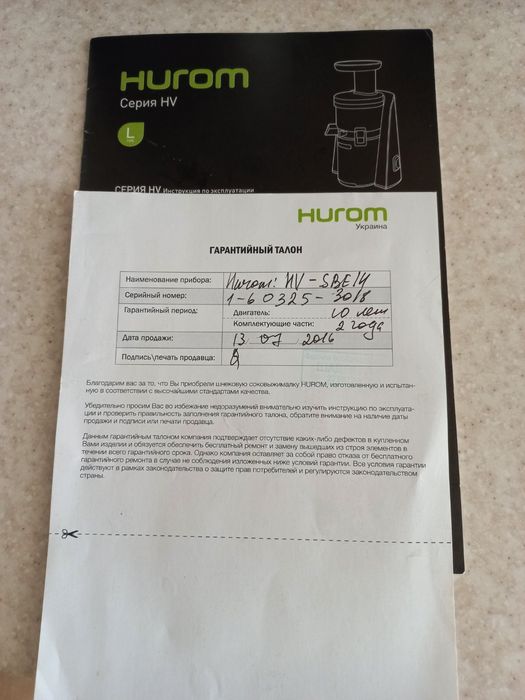 HUROM
Серия HV
L
СЕРИЯ HV Инструкция по эксплуатации
HUROM
Украина
ГАРАНТИЙНЫЙ ТАЛОН
Наименование прибора: Hurom: HV-SBE14
Серийный номер: 1-60325-3018
Гарантийный период: Двигатель: 10 лет
Комплектующие части: 2 года
Дата продажи: 13 07 2016
Подпись\печать продавца:
Благодарим вас за то, что Вы приобрели шнековую соковыжималку HUROM, изготовленную и испытан-
ную в соответствии с высочайшими стандартами качества.
Убедительно просим Вас во избежание недоразумений внимательно изучить инструкцию по эксплуата-
ции и проверить правильность заполнения гарантийного талона, обратите внимание на наличие даты
продажи и подписи или печати продавца.
Данным гарантийным талоном компания подтверждает отсутствие каких-либо дефектов в купленном
Вами изделии и обязуется обеспечить бесплатный ремонт и замену вышедших из строя элементов в
течении всего гарантийного срока. Однако компания оставляет за собой право отказа от бесплатного
гарантийного ремонта в случае не соблюдения изложенных ниже условий гарантии. Все условия гарантии
действуют в рамках законодательства о защите прав потребителей и регулируются законодательством
страны.